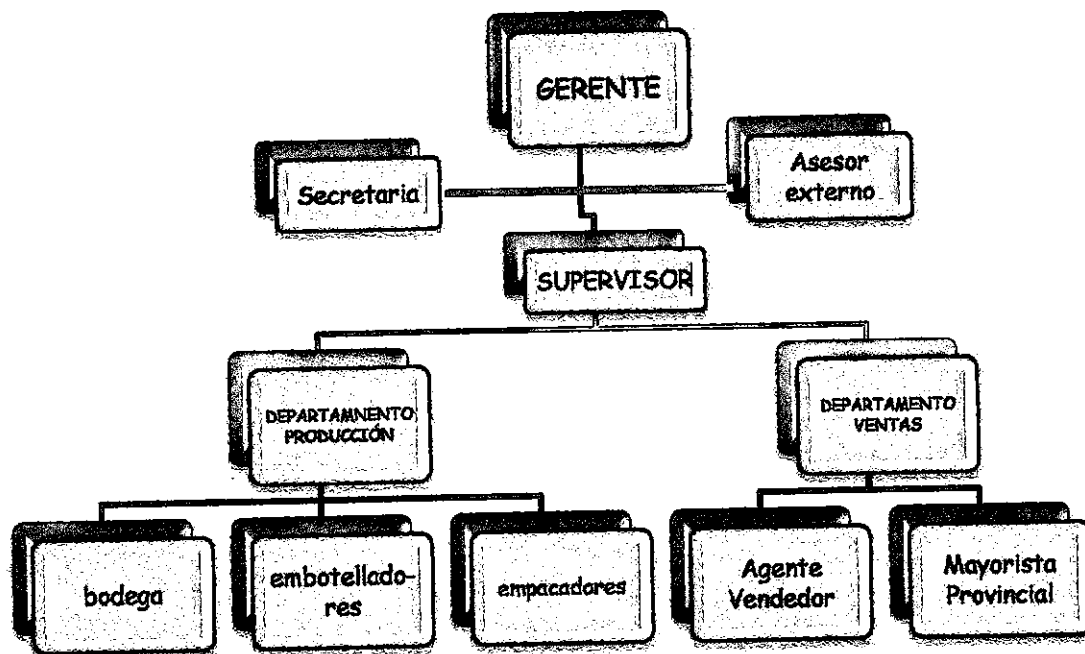 GERENTE
Secretaria
Asesor
externo
SUPERVISOR
DEPARTAMNENTO
PRODUCCIÓN
DEPARTAMENTO
VENTAS
bodega
embotellado-
res
empacadores
Agente
Vendedor
Mayorista
Provincial